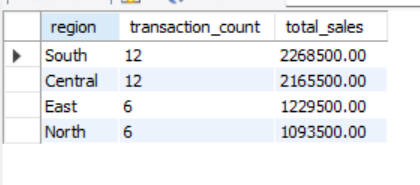 region transaction_count total_sales
South 12 2268500.00
Central 12 2165500.00
East 6 1229500.00
North 6 1093500.00